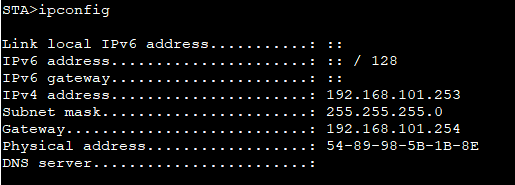 STA>ipconfig
Link local IPv6 address...........: ::
IPv6 address......................: :: / 128
IPv6 gateway......................: ::
IPv4 address......................: 192.168.101.253
Subnet mask.......................: 255.255.255.0
Gateway...........................: 192.168.101.254
Physical address..................: 54-89-98-5B-1B-8E
DNS server........................: